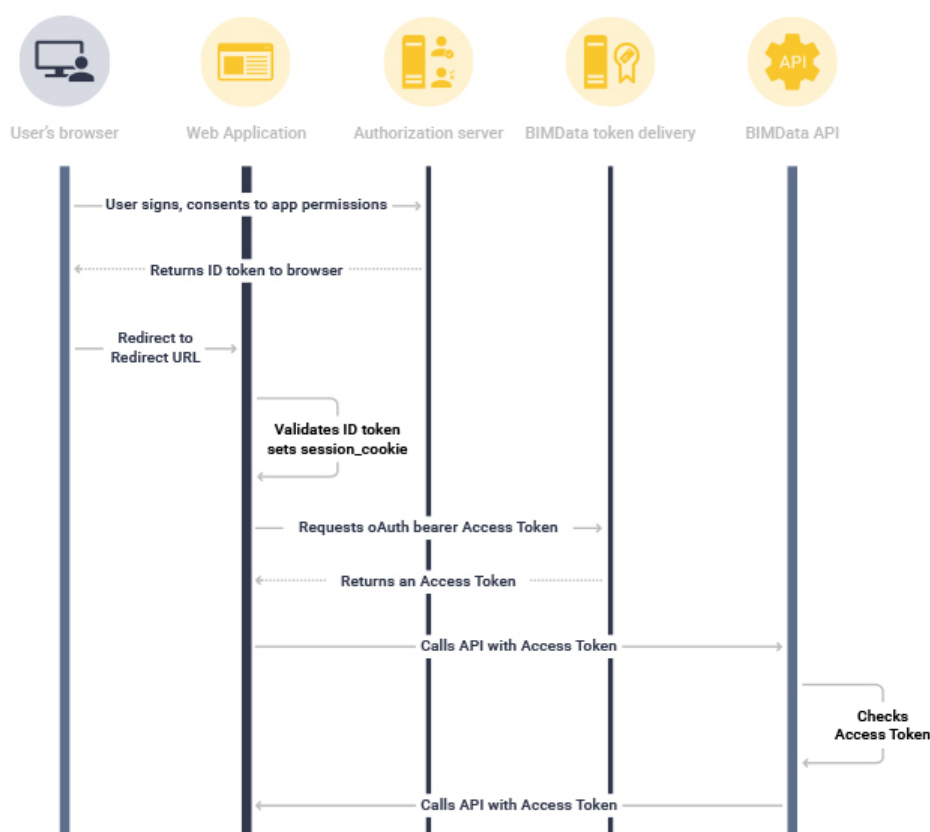 API
User's browser
Web Application
Authorization server
BIMData token delivery
BIMData API
User signs, consents to app permissions
Returns ID token to browser
Redirect to
Redirect URL
Validates ID token
sets session_cookie
Requests oAuth bearer Access Token
Returns an Access Token
Calls API with Access Token
Checks
Access Token
Calls API with Access Token